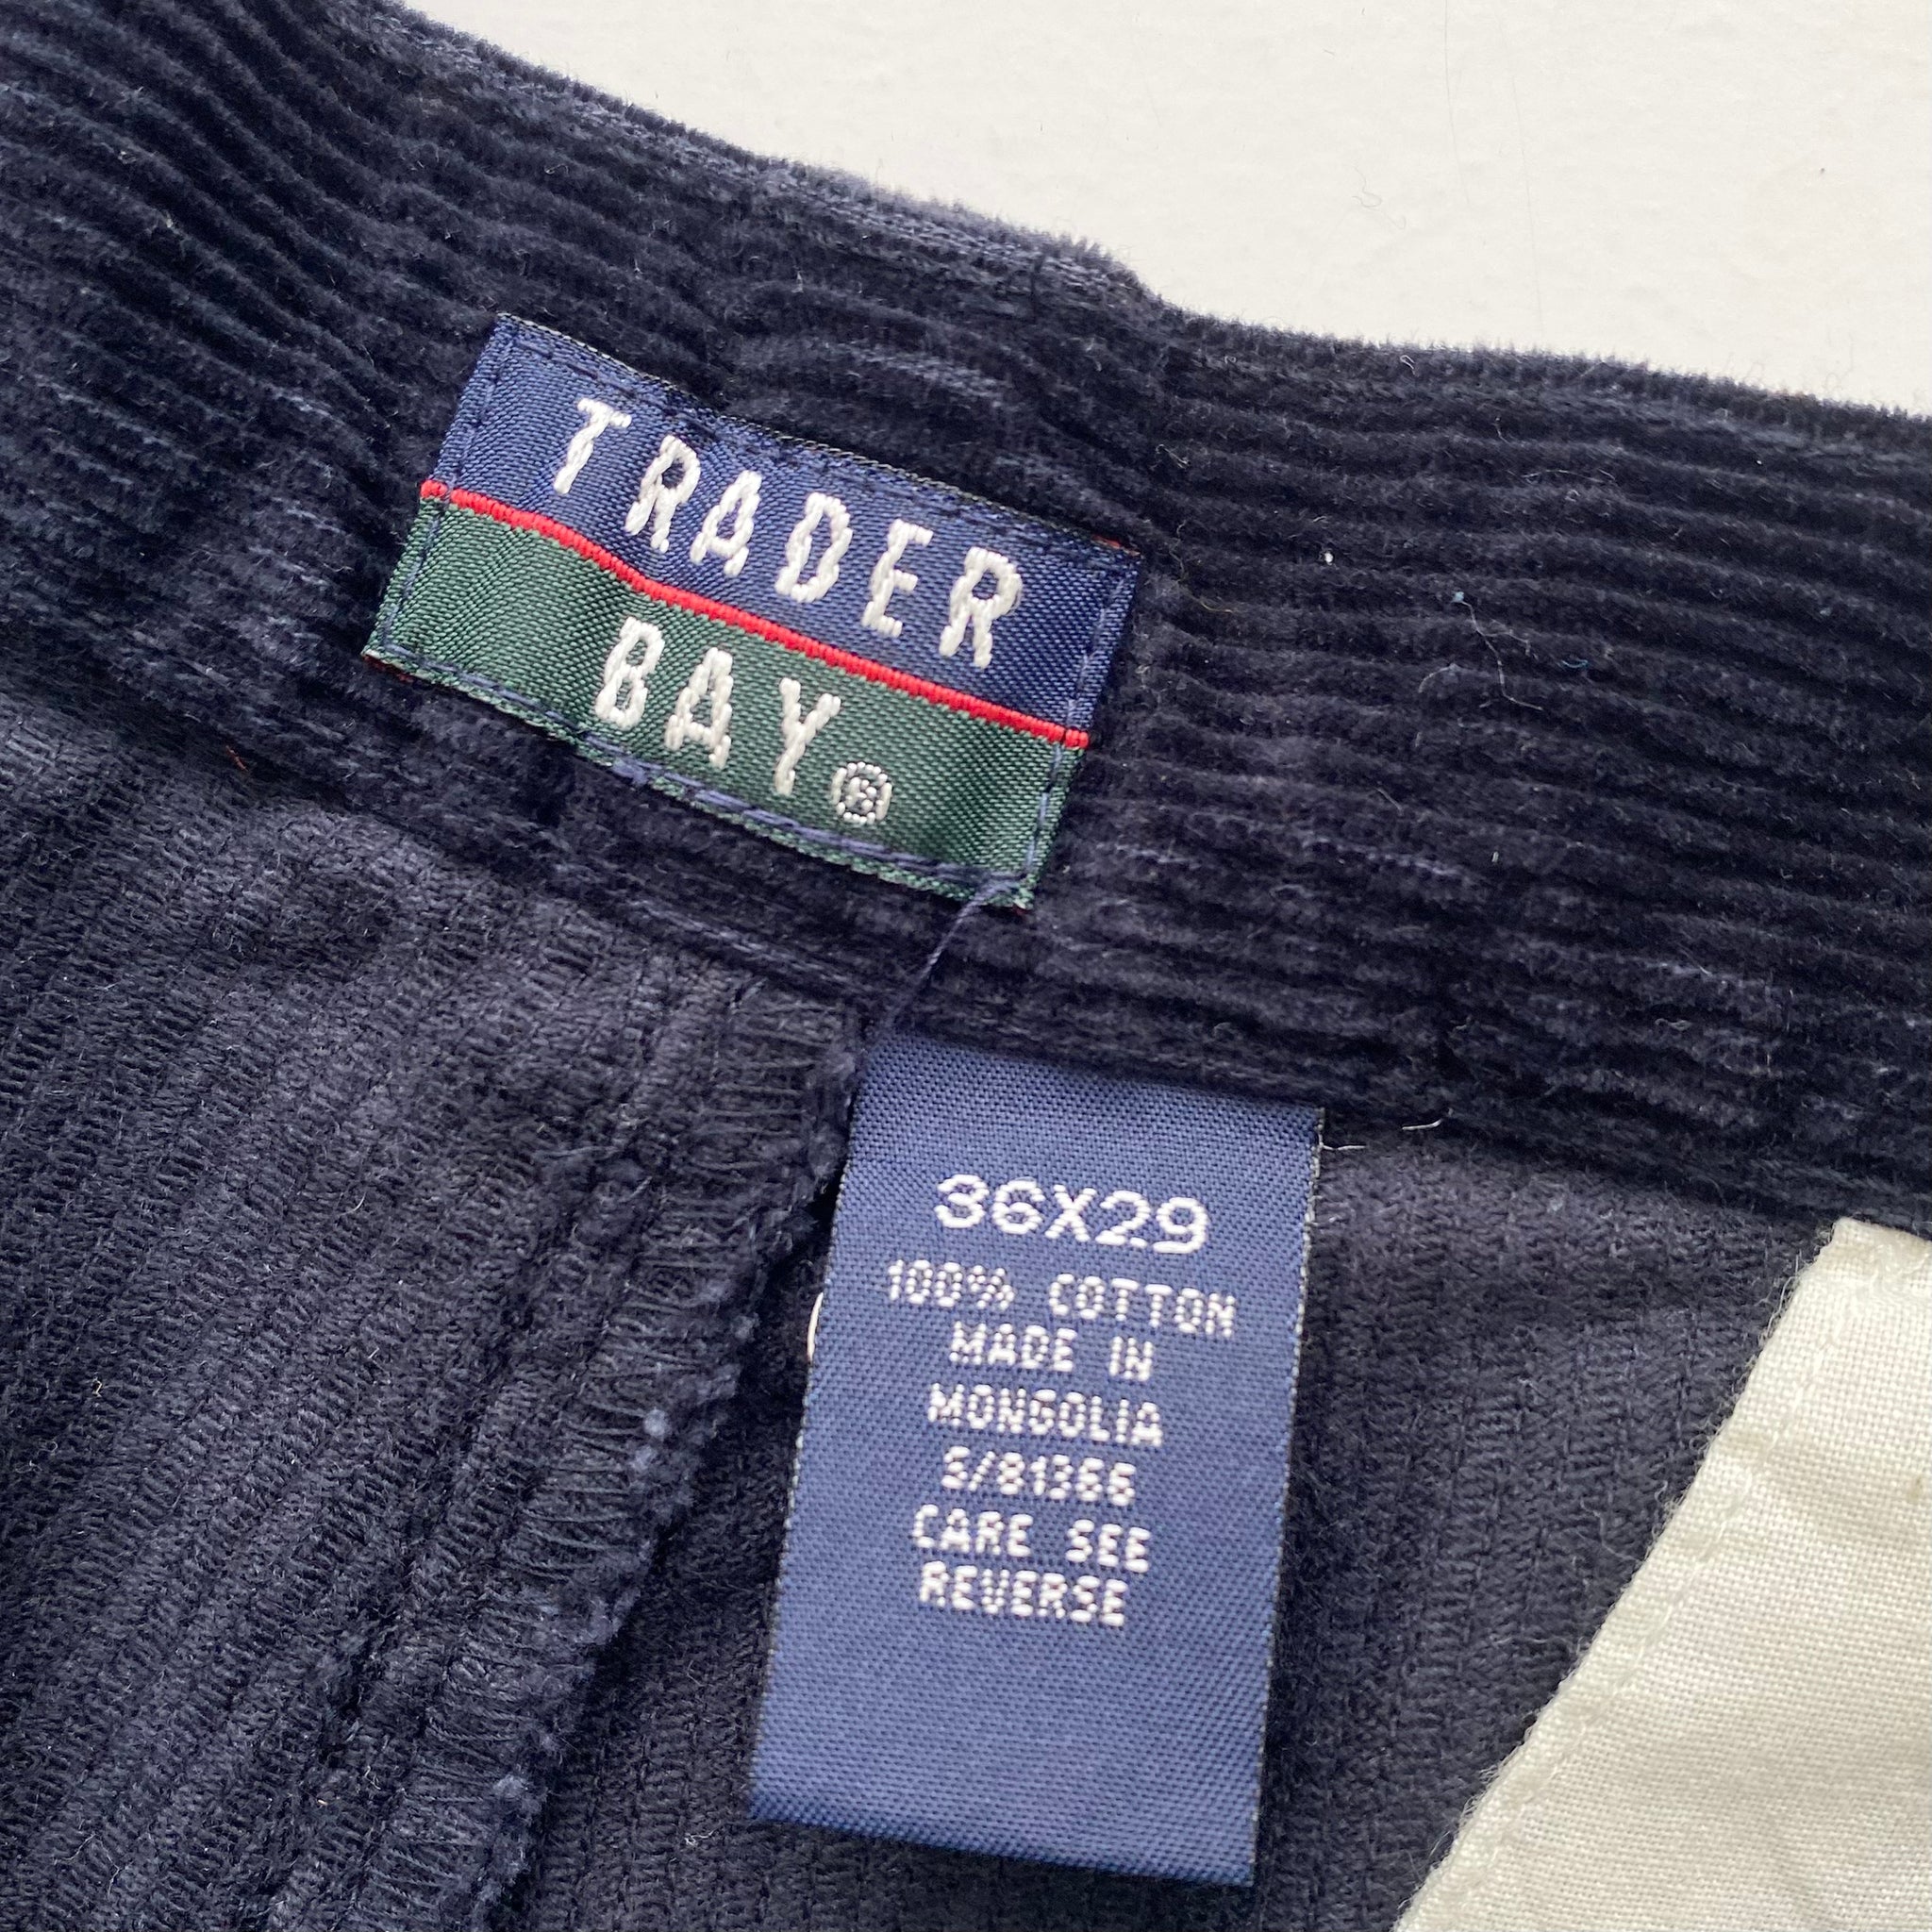 TRADER
BAY®
36X29
100% COTTON
MADE IN
MONGOLIA
S/81366
CARE SEE
REVERSE